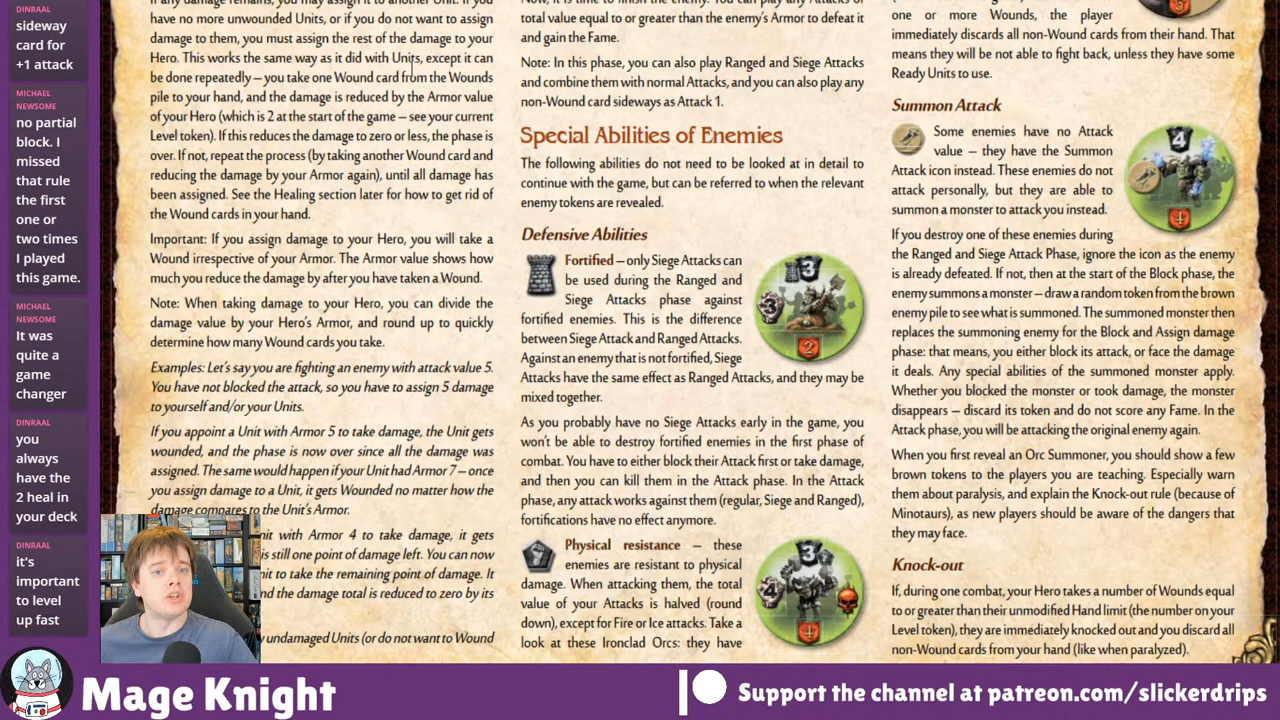 DINRAAL
sideway
card for
+1 attack
MICHAEL
NEWSOME
no partial
block. I
missed
that rule
the first
one or
two times
I played
this game.
MICHAEL
NEWSOME
It was
quite a
game
changer
DINRAAL
you
always
have the
2 heal in
your deck
DINRAAL
it's
important
to level
up fast
have no more unwounded Units, or if you do not want to assign
damage to them, you must assign the rest of the damage to your
Hero. This works the same way as it did with Units, except it can
be done repeatedly – you take one Wound card from the Wounds
pile to your hand, and the damage is reduced by the Armor value
of your Hero (which is 2 at the start of the game – see your current
Level token). If this reduces the damage to zero or less, the phase is
over. If not, repeat the process (by taking another Wound card and
reducing the damage by your Armor again), until all damage has
been assigned. See the Healing section later for how to get rid of
the Wound cards in your hand.
Important: If you assign damage to your Hero, you will take a
Wound irrespective of your Armor. The Armor value shows how
much you reduce the damage by after you have taken a Wound.
Note: When taking damage to your Hero, you can divide the
damage value by your Hero's Armor, and round up to quickly
determine how many Wound cards you take.
Examples: Let's say you are fighting an enemy with attack value 5.
You have not blocked the attack, so you have to assign 5 damage
to yourself and/or your Units.
If you appoint a Unit with Armor 5 to take damage, the Unit gets
wounded, and the phase is now over since all the damage was
assigned. The same would happen if your Unit had Armor 7 – once
you assign damage to a Unit, it gets Wounded no matter how the
damage compares to the Unit's Armor.
nit with Armor 4 to take damage, it gets
is still one point of damage left. You can now
nit to take the remaining point of damage. It
nd the damage total is reduced to zero by its
undamaged Units (or do not want to Wound
total value equal to or greater than the enemy's Armor to defeat it
and gain the Fame.
Note: In this phase, you can also play Ranged and Siege Attacks
and combine them with normal Attacks, and you can also play any
non-Wound card sideways as Attack 1.
Special Abilities of Enemies
The following abilities do not need to be looked at in detail to
continue with the game, but can be referred to when the relevant
enemy tokens are revealed.
Defensive Abilities
Fortified – only Siege Attacks can
be used during the Ranged and
Siege Attacks phase against
fortified enemies. This is the difference
between Siege Attack and Ranged Attacks.
Against an enemy that is not fortified, Siege
Attacks have the same effect as Ranged Attacks, and they may be
mixed together.
3
3
2
As you probably have no Siege Attacks early in the game, you
won't be able to destroy fortified enemies in the first phase of
combat. You have to either block their Attack first or take damage,
and then you can kill them in the Attack phase. In the Attack
phase, any attack works against them (regular, Siege and Ranged),
fortifications have no effect anymore.
Physical resistance – these
enemies are resistant to physical
damage. When attacking them, the total
value of your Attacks is halved (round
down), except for Fire or Ice attacks. Take a
look at these Ironclad Orcs: they have
3
4
4
one or more Wounds, the player
immediately discards all non-Wound cards from their hand. That
means they will be not able to fight back, unless they have some
Ready Units to use.
Summon Attack
Some enemies have no Attack
value – they have the Summon
Attack icon instead. These enemies do not
attack personally, but they are able to
summon a monster to attack you instead.
4
4
If you destroy one of these enemies during
the Ranged and Siege Attack Phase, ignore the icon as the enemy
is already defeated. If not, then at the start of the Block phase, the
enemy summons a monster – draw a random token from the brown
enemy pile to see what is summoned. The summoned monster then
replaces the summoning enemy for the Block and Assign damage
phase: that means, you either block its attack, or face the damage
it deals. Any special abilities of the summoned monster apply.
Whether you blocked the monster or took damage, the monster
disappears – discard its token and do not score any Fame. In the
Attack phase, you will be attacking the original enemy again.
When you first reveal an Orc Summoner, you should show a few
brown tokens to the players you are teaching. Especially warn
them about paralysis, and explain the Knock-out rule (because of
Minotaurs), as new players should be aware of the dangers that
they may face.
Knock-out
If, during one combat, your Hero takes a number of Wounds equal
to or greater than their unmodified Hand limit (the number on your
Level token), they are immediately knocked out and you discard all
non-Wound cards from your hand (like when paralyzed).
Mage Knight
Support the channel at patreon.com/slickerdrips